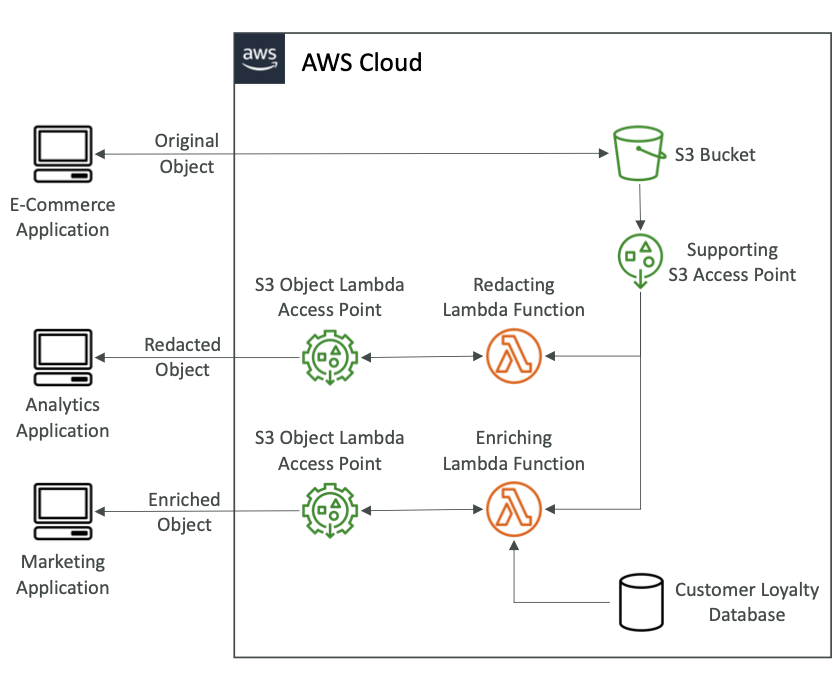 aws
AWS Cloud
Original
Object
S3 Bucket
E-Commerce
Application
Supporting
S3 Access Point
S3 Object Lambda
Access Point
Redacting
Lambda Function
Redacted
Object
Analytics
Application
S3 Object Lambda
Access Point
Enriching
Lambda Function
Enriched
Object
Marketing
Application
Customer Loyalty
Database